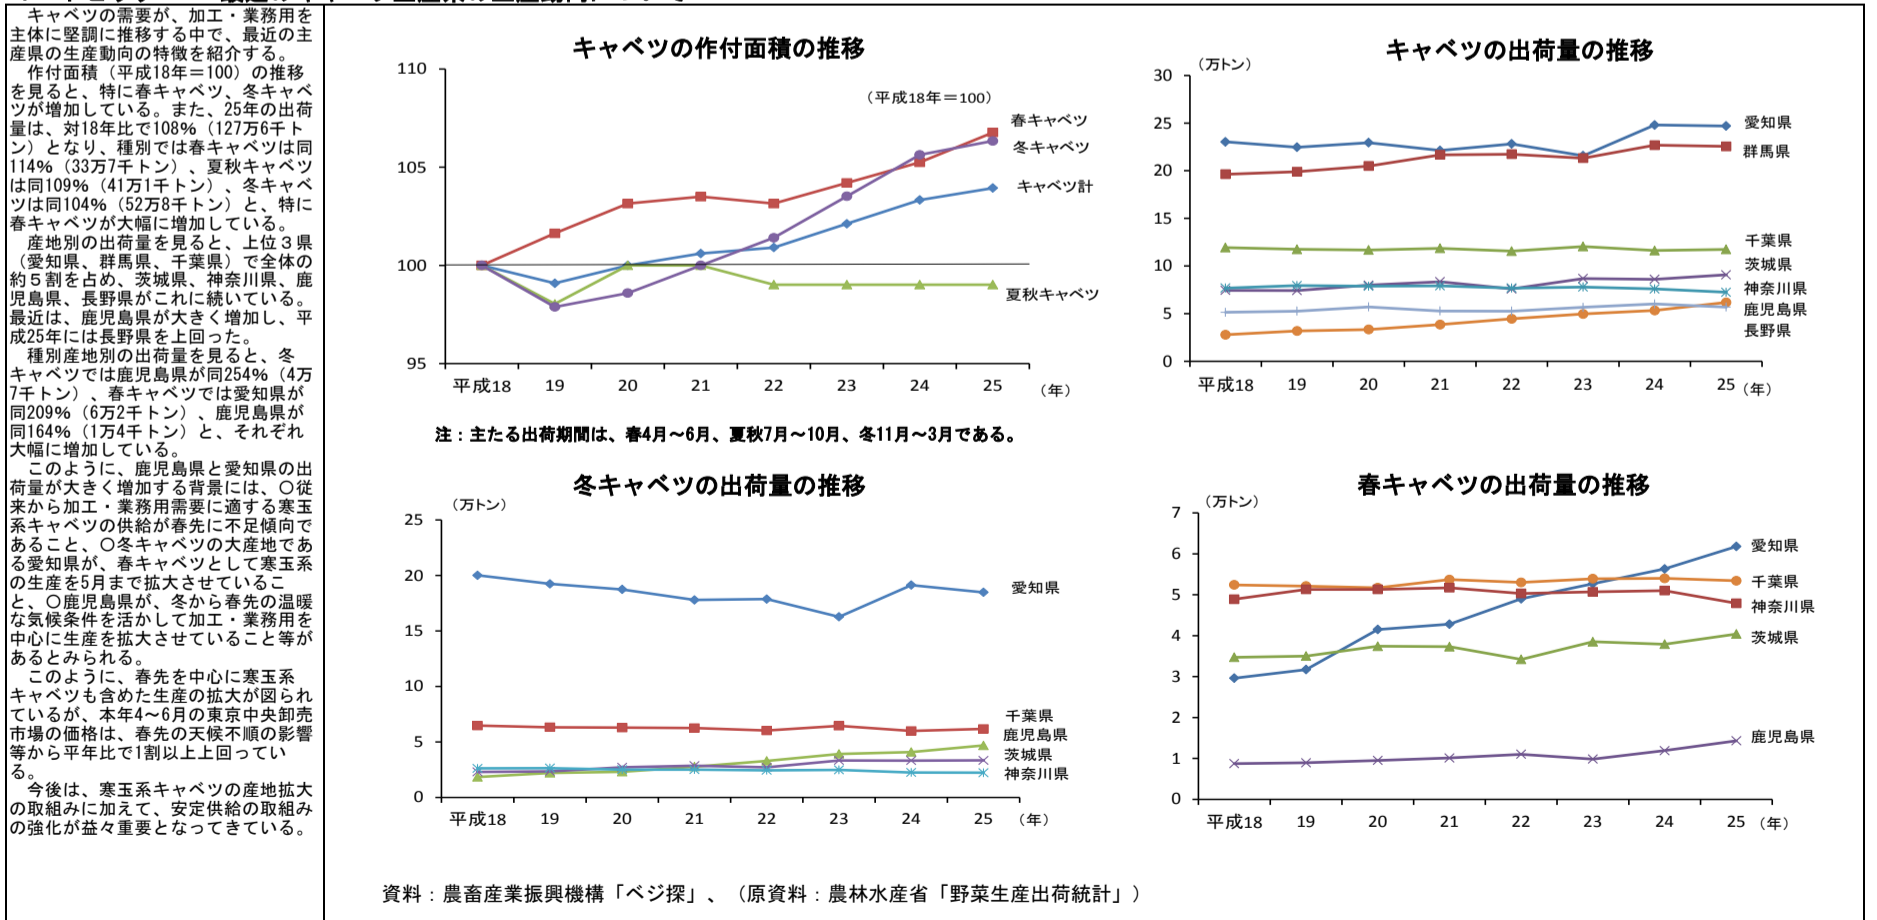 キャベツの需要が、加工・業務用を
主体に堅調に推移する中で、最近の主
産県の生産動向の特徴を紹介する。
作付面積（平成18年＝100）の推移
を見ると、特に春キャベツ、冬キャベ
ツが増加している。また、25年の出荷
量は、対18年比で108％（127万6千ト
ン）となり、種別では春キャベツは同
114％（33万7千トン）、夏秋キャベツ
は同109％（41万1千トン）、冬キャベ
ツは同104％（52万8千トン）と、特に
春キャベツが大幅に増加している。
産地別の出荷量を見ると、上位３県
（愛知県、群馬県、千葉県）で全体の
約５割を占め、茨城県、神奈川県、鹿
児島県、長野県がこれに続いている。
最近は、鹿児島県が大きく増加し、平
成25年には長野県を上回った。
種別産地別の出荷量を見ると、冬
キャベツでは鹿児島県が同254％（4万
7千トン）、春キャベツでは愛知県が
同209％（6万2千トン）、鹿児島県が
同164％（1万4千トン）と、それぞれ
大幅に増加している。
このように、鹿児島県と愛知県の出
荷量が大きく増加する背景には、○従
来から加工・業務用需要に適する寒玉
系キャベツの供給が春先に不足傾向で
あること、○冬キャベツの大産地であ
る愛知県が、春キャベツとして寒玉系
の生産を5月まで拡大させているこ
と、○鹿児島県が、冬から春先の温暖
な気候条件を活かして加工・業務用を
中心に生産を拡大させていること等が
あるとみられる。
このように、春先を中心に寒玉系
キャベツも含めた生産の拡大が図られ
ているが、本年4～6月の東京中央卸売
市場の価格は、春先の天候不順の影響
等から平年比で1割以上上回ってい
る。
今後は、寒玉系キャベツの産地拡大
の取組みに加えて、安定供給の取組み
の強化が益々重要となってきている。
キャベツの作付面積の推移
110
105
100
95
（平成18年＝100）
春キャベツ
冬キャベツ
キャベツ計
夏秋キャベツ
平成18 19 20 21 22 23 24 25 （年）
注：主たる出荷期間は、春4月～6月、夏秋7月～10月、冬11月～3月である。
キャベツの出荷量の推移
（万トン）
30
25
20
15
10
5
0
愛知県
群馬県
千葉県
茨城県
神奈川県
鹿児島県
長野県
平成18 19 20 21 22 23 24 25 （年）
冬キャベツの出荷量の推移
（万トン）
25
20
15
10
5
0
愛知県
千葉県
鹿児島県
茨城県
神奈川県
平成18 19 20 21 22 23 24 25 （年）
春キャベツの出荷量の推移
（万トン）
7
6
5
4
3
2
1
0
愛知県
千葉県
神奈川県
茨城県
鹿児島県
平成18 19 20 21 22 23 24 25 （年）
資料：農畜産業振興機構「ベジ探」、（原資料：農林水産省「野菜生産出荷統計」）